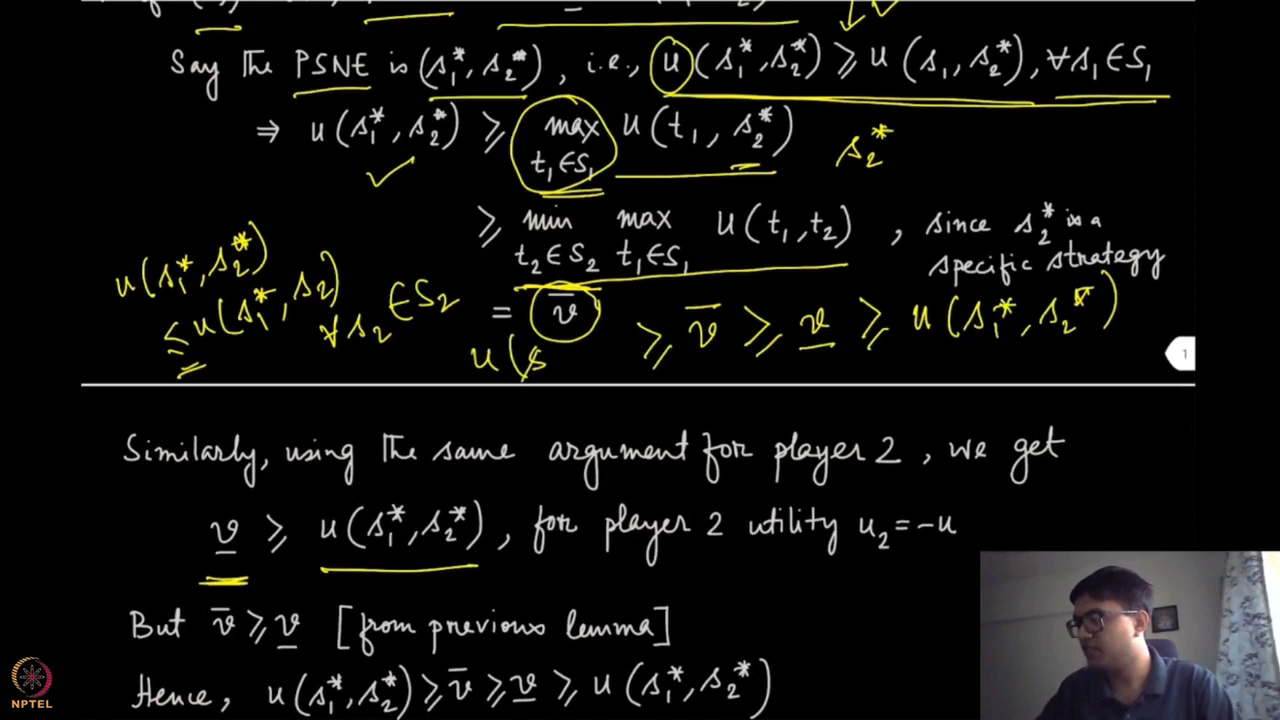 Say the PSNE is (s₁*, s₂*), i.e., u(s₁*, s₂*) ≥ u(s₁, s₂*), ∀ s₁ ∈ S₁
⇒ u(s₁*, s₂*) ≥ max t₁∈S₁ u(t₁, s₂*)
s₂*
≥ min t₂∈S₂ max t₁∈S₁ u(t₁, t₂), since s₂* is a
specific strategy
u(s₁*, s₂*)
≤ u(s₁*, s₂)
∀ s₂ ∈ S₂
= v̅ ≥ v̅ ≥ v̲ ≥ u(s₁*, s₂*)
u(s
1
Similarly, using the same argument for player 2, we get
v̲ ≥ u(s₁*, s₂*), for player 2 utility u₂ = -u
But v̅ ≥ v̲ [from previous lemma]
Hence, u(s₁*, s₂*) ≥ v̅ ≥ v̲ ≥ u(s₁*, s₂*)
NPTEL